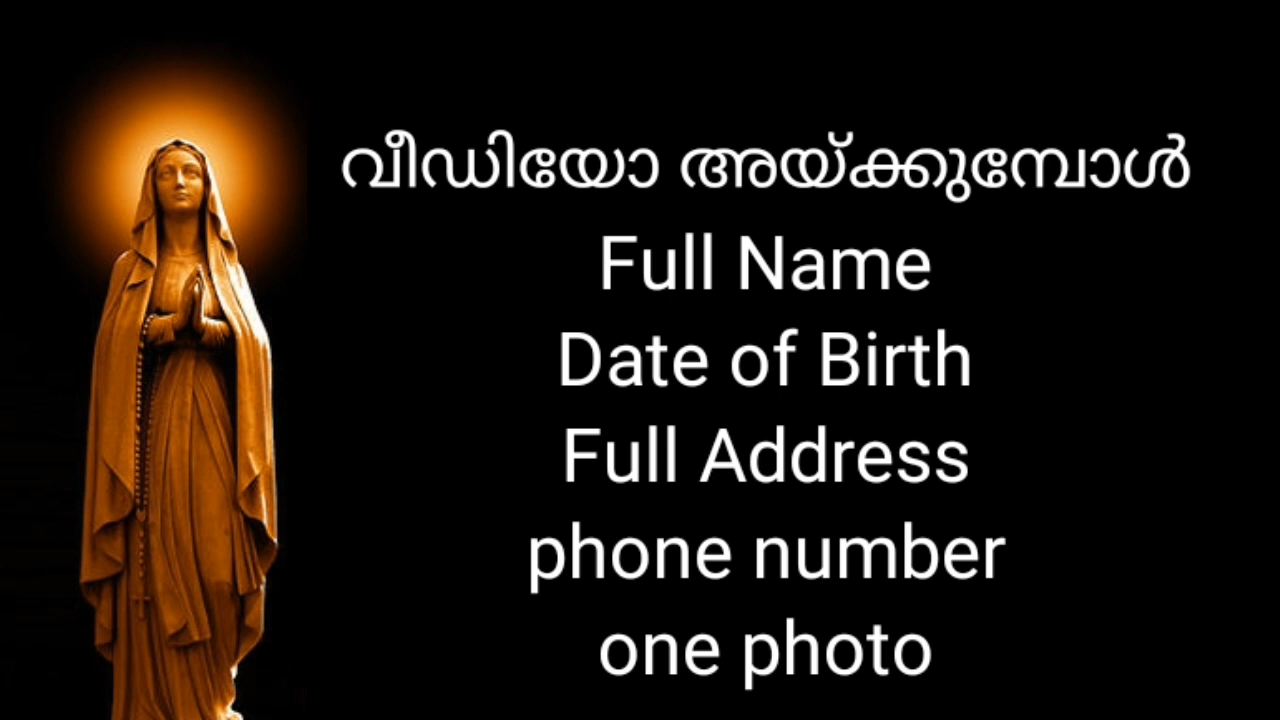 വീഡിയോ അയ്ക്കുമ്പോൾ
Full Name
Date of Birth
Full Address
phone number
one photo